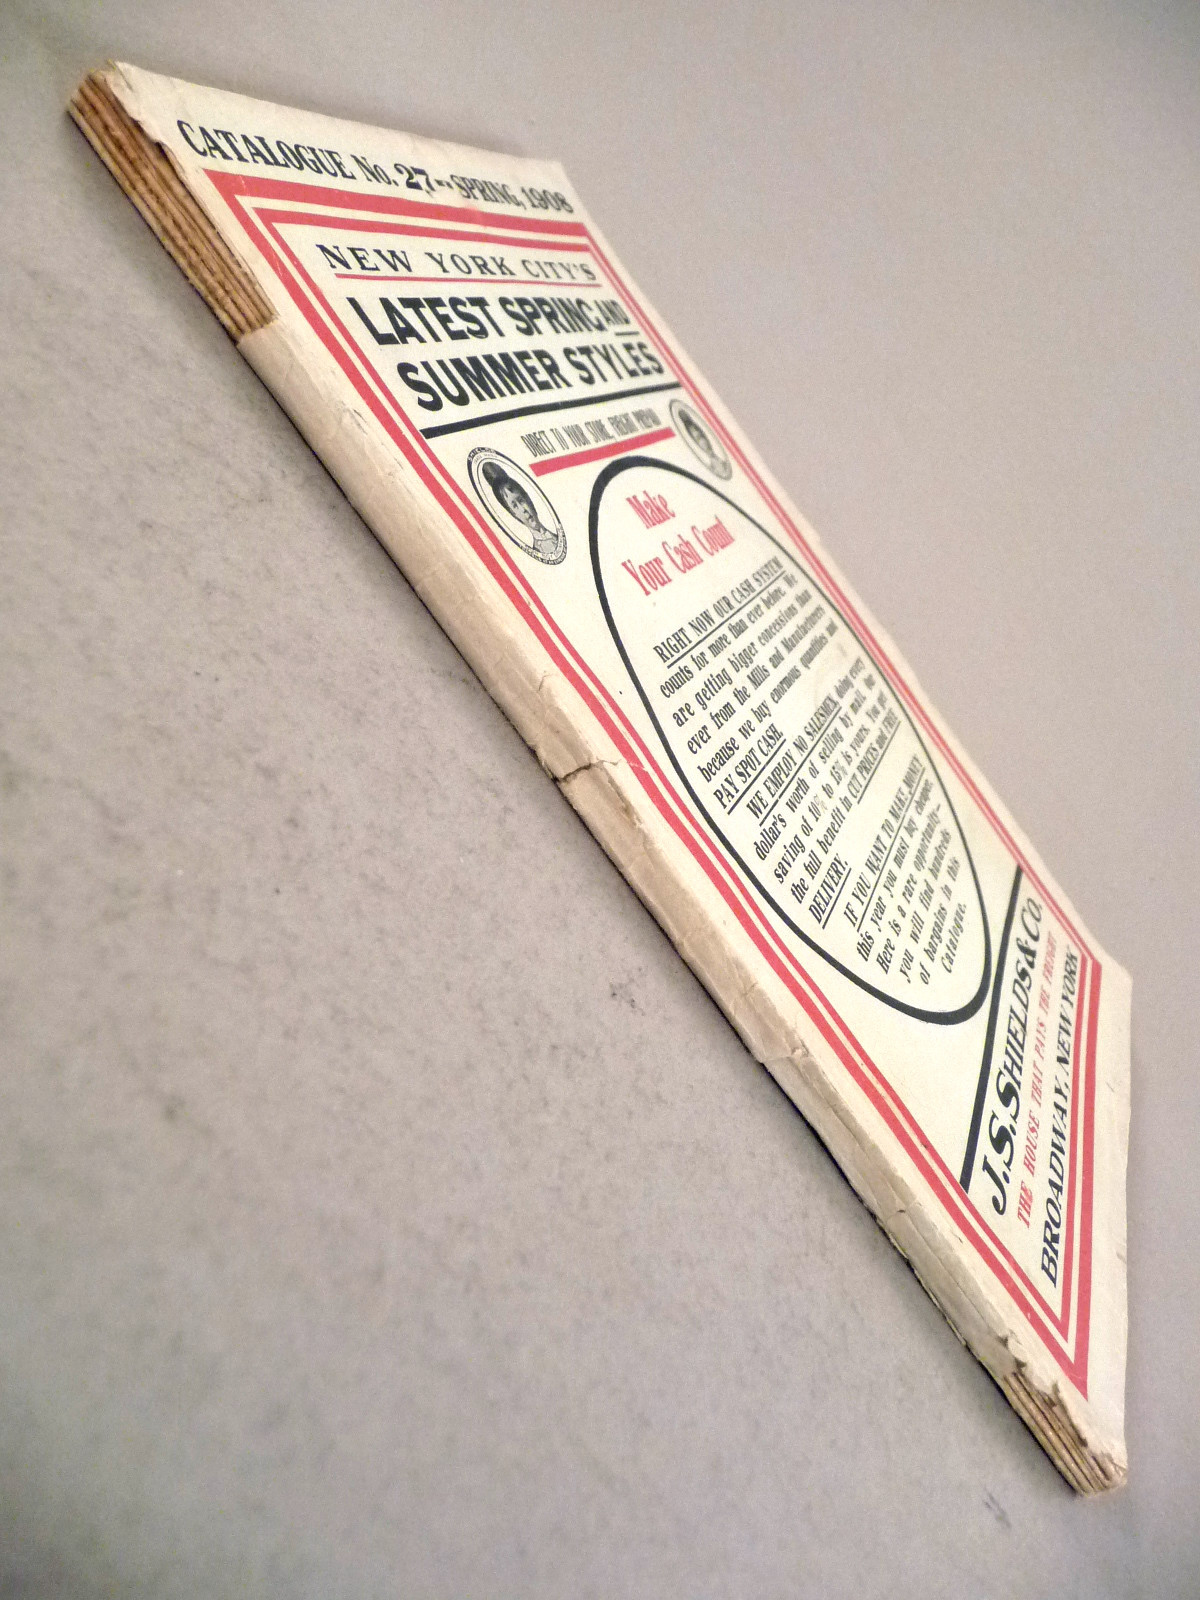 CATALOGUE No. 27-- SPRING, 1908
NEW YORK CITY'S
LATEST SPRING AND
SUMMER STYLES
DIRECT TO YOUR STORE, FREIGHT PREPAID
Make
Your Cash Count
RIGHT NOW OUR CASH SYSTEM
counts for more than ever before. We
are getting bigger concessions than
ever from the Mills and Manufacturers
because we buy enormous quantities and
PAY SPOT CASH.
WE EMPLOY NO SALESMEN, doing every
dollar's worth of selling by mail. Our
saving of 10% to 15% is yours. You get
the full benefit in CUT PRICES and FREE
DELIVERY.
IF YOU WANT TO MAKE MONEY
this year you must buy cheaper.
Here is a rare opportunity—
you will find hundreds
of bargains in this
Catalogue.
J. S. SHIELDS & CO.
THE HOUSE THAT PAYS THE FREIGHT
BROADWAY, NEW YORK